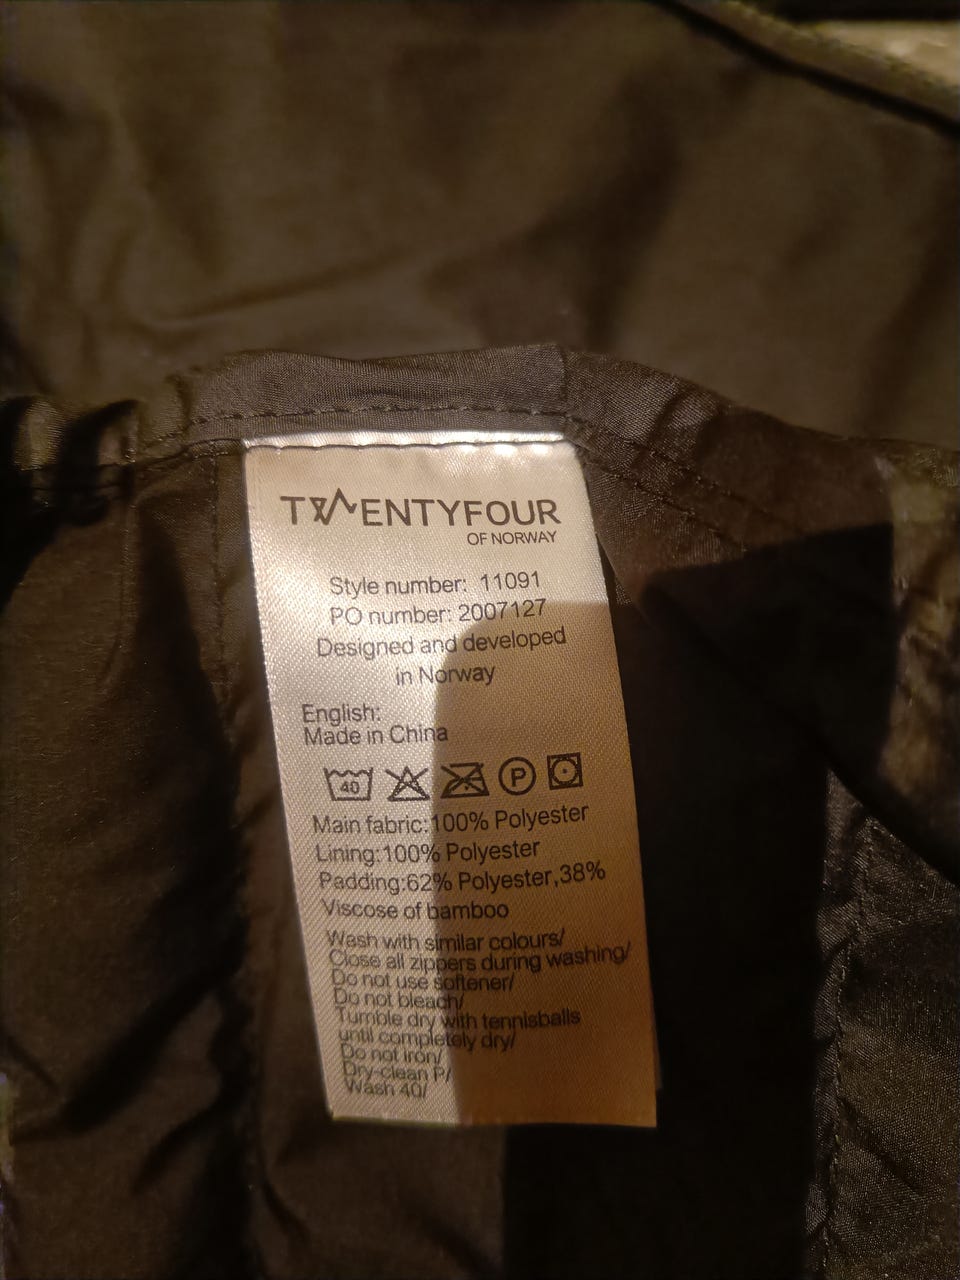 TWENTYFOUR
OF NORWAY
Style number: 11091
PO number: 2007127
Designed and developed
in Norway
English:
Made in China
40 P
Main fabric:100% Polyester
Lining:100% Polyester
Padding:62% Polyester,38%
Viscose of bamboo
Wash with similar colours/
Close all zippers during washing/
Do not use softener/
Do not bleach/
Tumble dry with tennisballs
until completely dry/
Do not iron/
Dry-clean P/
Wash 40/